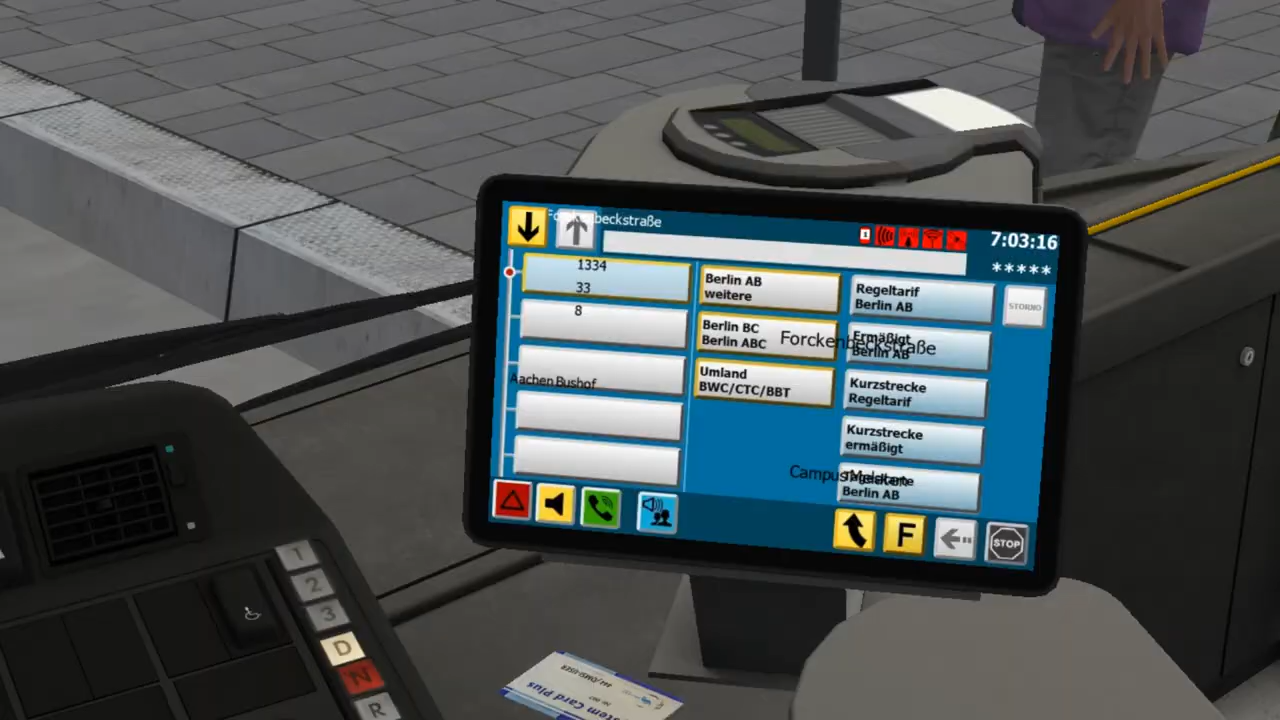 Forckenbeckstraße
7:03:16
*****
1334
33
8
Aachen Bushof
Berlin AB
weitere
Berlin BC
Berlin ABC
Umland
BWC/CTC/BBT
Regeltarif
Berlin AB
STORNO
Forckenbeckstraße
Ermäßigt
Berlin AB
Kurzstrecke
Regeltarif
Kurzstrecke
ermäßigt
Campus Melaten
Tageskarte
Berlin AB
F
STOP
1
2
3
D
N
R